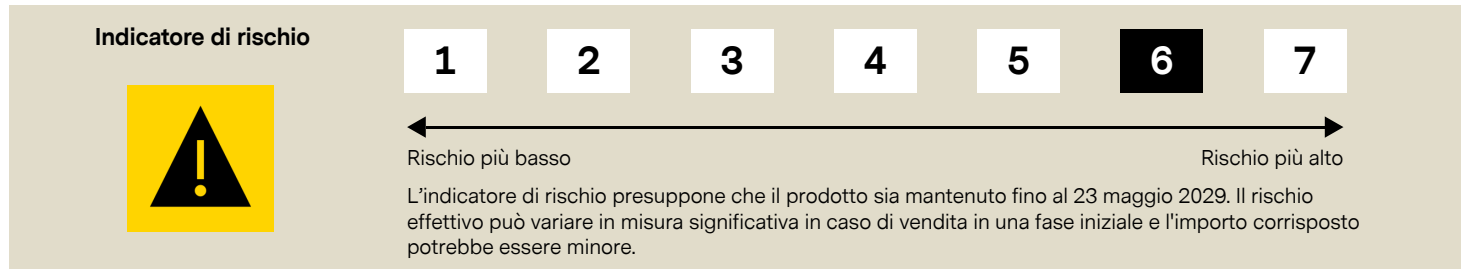 Indicatore di rischio
1 2 3 4 5 6 7
Rischio più basso
Rischio più alto
L'indicatore di rischio presuppone che il prodotto sia mantenuto fino al 23 maggio 2029. Il rischio
effettivo può variare in misura significativa in caso di vendita in una fase iniziale e l'importo corrisposto
potrebbe essere minore.